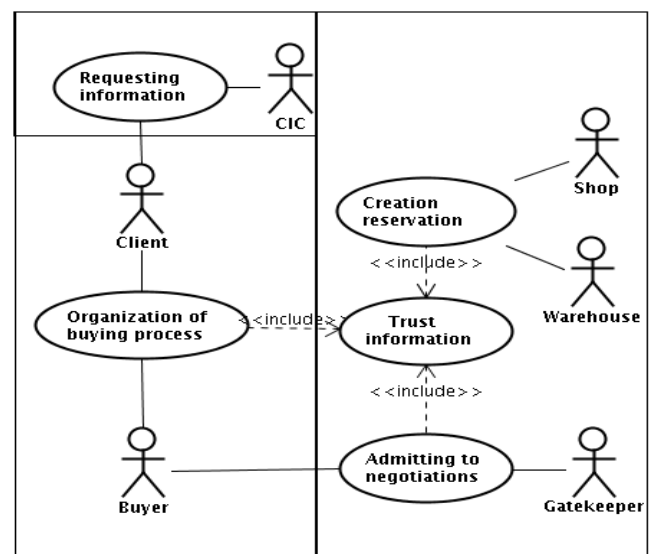 Requesting
information
CIC
Client
Shop
Creation
reservation
<<include>>
Warehouse
Organization of
buying process
<<include>>
Trust
information
<<include>>
Buyer
Admitting to
negotiations
Gatekeeper